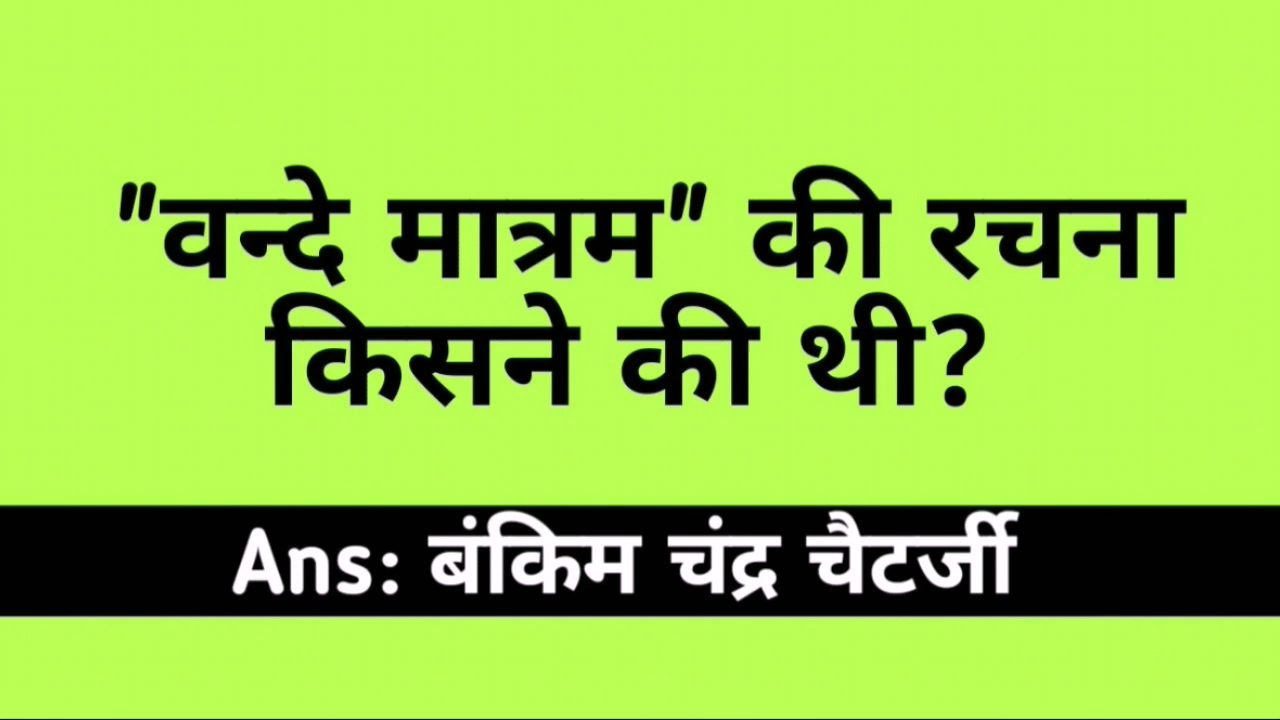 "वन्दे मात्रम" की रचना
किसने की थी?
Ans: बंकिम चंद्र चैटर्जी